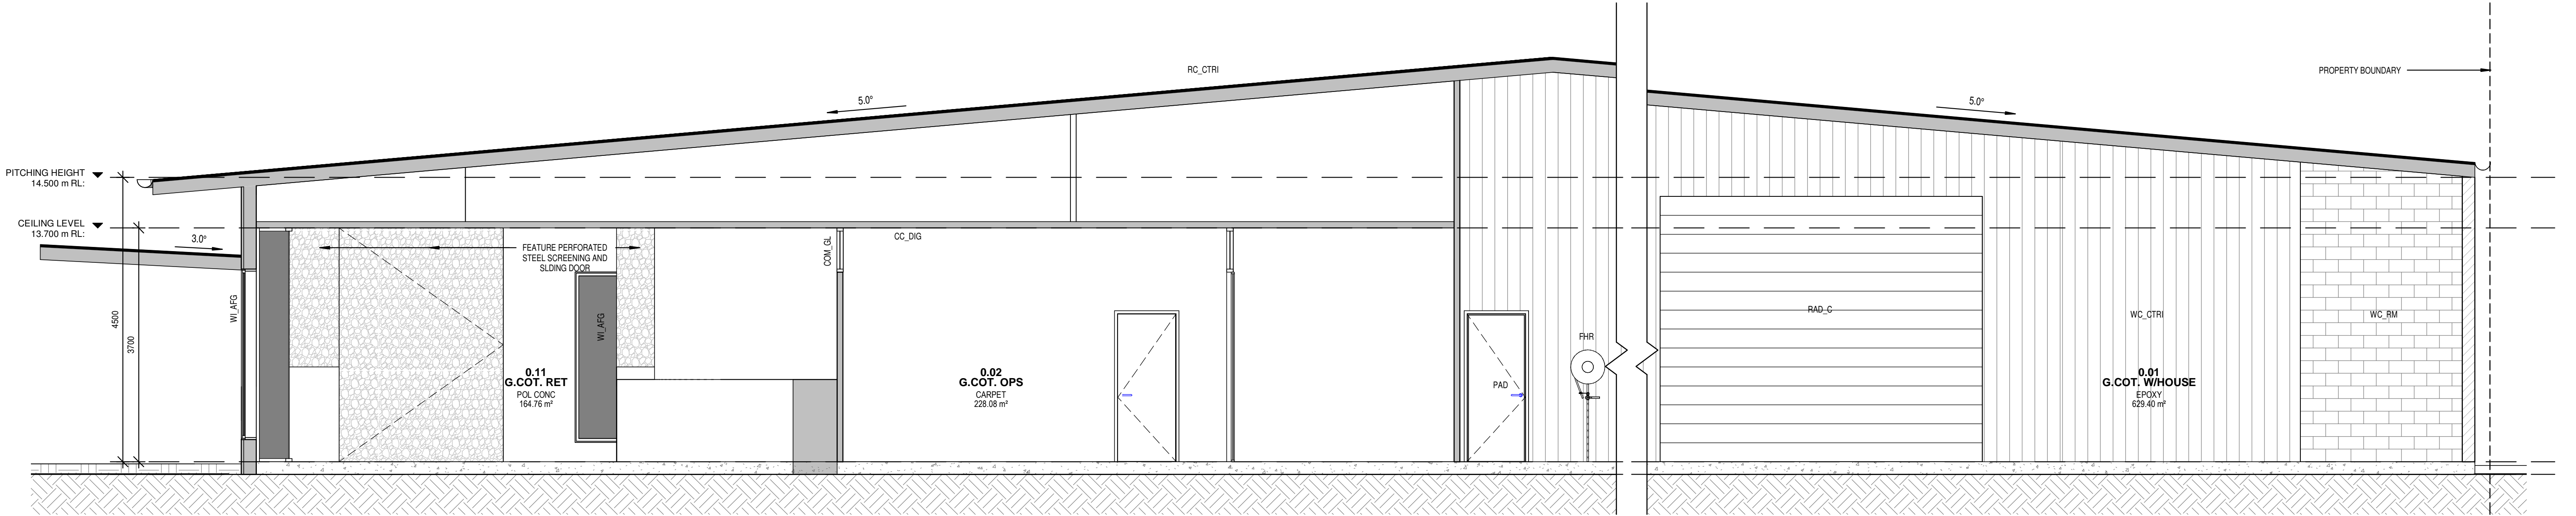 RC_CTRI
PROPERTY BOUNDARY
5.0°
5.0°
PITCHING HEIGHT
14.500 m RL:
CEILING LEVEL
13.700 m RL:
3.0°
FEATURE PERFORATED
STEEL SCREENING AND
SLDING DOOR
COM_GL
CC_DIG
4500
3700
WI_AFG
WI_AFG
RAD_C
WC_CTRI
WC_RM
FHR
PAD
0.11
G.COT. RET
POL CONC
164.76 m²
0.02
G.COT. OPS
CARPET
228.08 m²
0.01
G.COT. W/HOUSE
EPOXY
629.40 m²